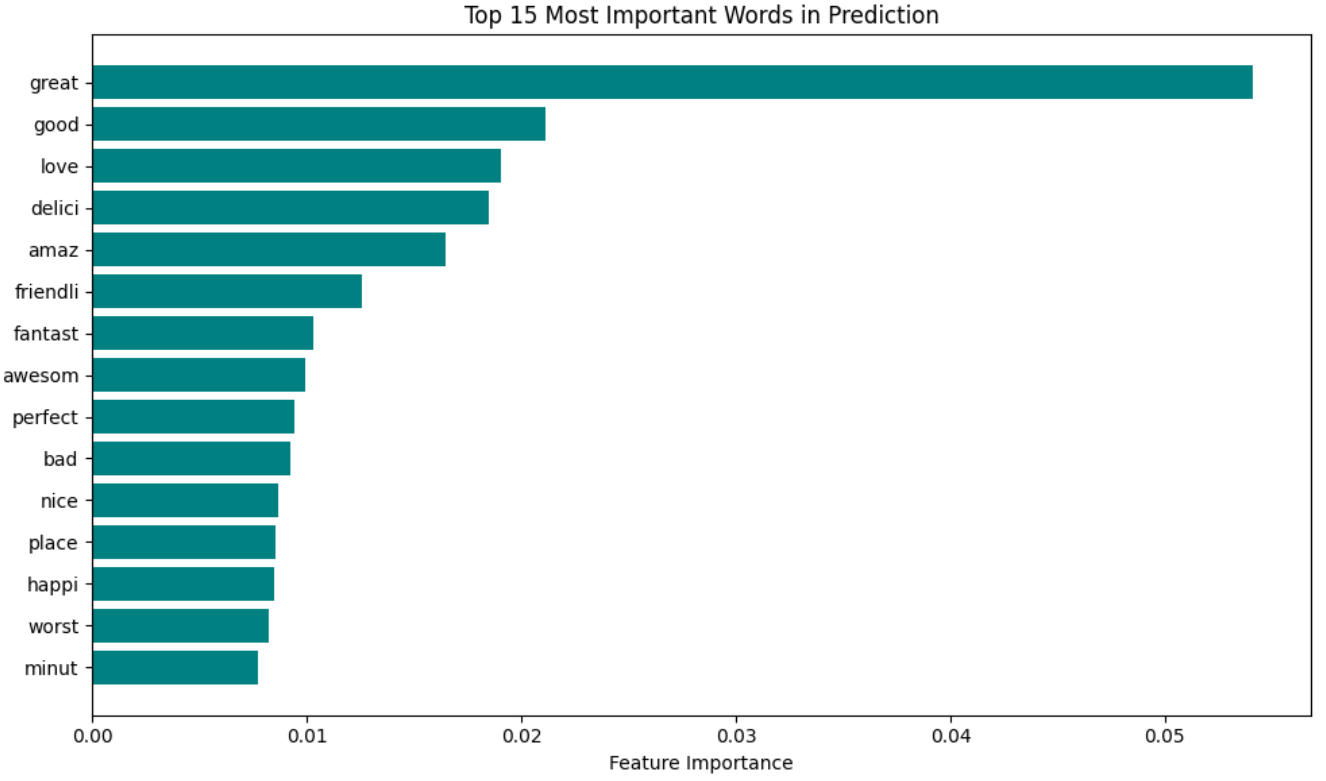 Top 15 Most Important Words in Prediction
great
good
love
delici
amaz
friendli
fantast
awesom
perfect
bad
nice
place
happi
worst
minut
0.00 0.01 0.02 0.03 0.04 0.05
Feature Importance